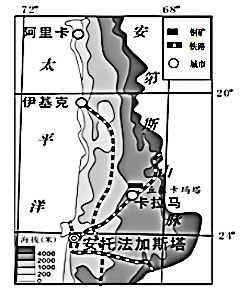 72° 68°
阿里卡 安
太 第
铜矿
铁路
城市
伊基克 20°
平 斯
山
丘基卡马塔
卡拉马
洋 脉
安托法加斯塔 24°
海拔(米)
4000
2000
1000
200
0